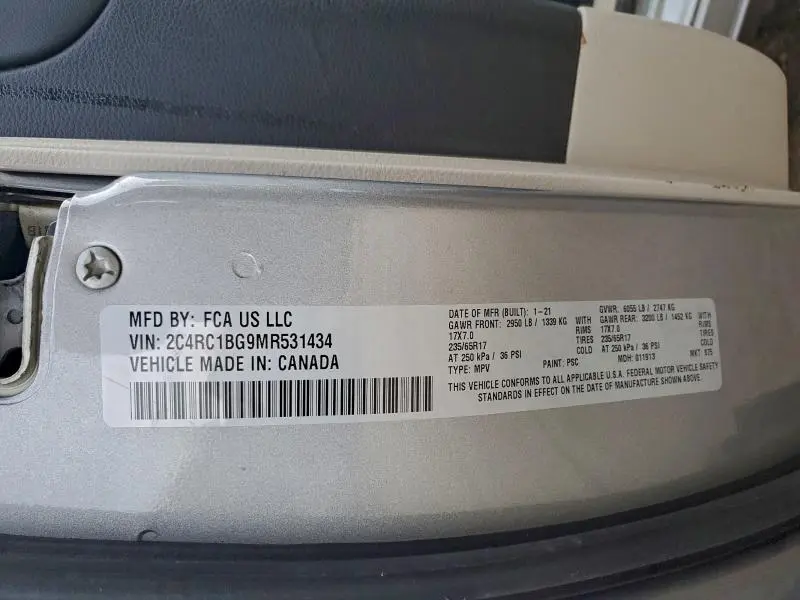 MFD BY: FCA US LLC
VIN: 2C4RC1BG9MR531434
VEHICLE MADE IN: CANADA
DATE OF MFR (BUILT): 1-21 GVWR: 6055 LB / 2747 KG
GAWR FRONT: 2950 LB / 1339 KG WITH GAWR REAR: 3200 LB / 1452 KG WITH
17X7.0 RIMS 17X7.0 RIMS
235/65R17 TIRES 235/65R17 TIRES
AT 250 kPa / 36 PSI COLD AT 250 kPa / 36 PSI COLD
TYPE: MPV PAINT: PSC MDH: 011913 MKT: 975
THIS VEHICLE CONFORMS TO ALL APPLICABLE U.S.A. FEDERAL MOTOR VEHICLE SAFETY
STANDARDS IN EFFECT ON THE DATE OF MANUFACTURE SHOWN ABOVE.